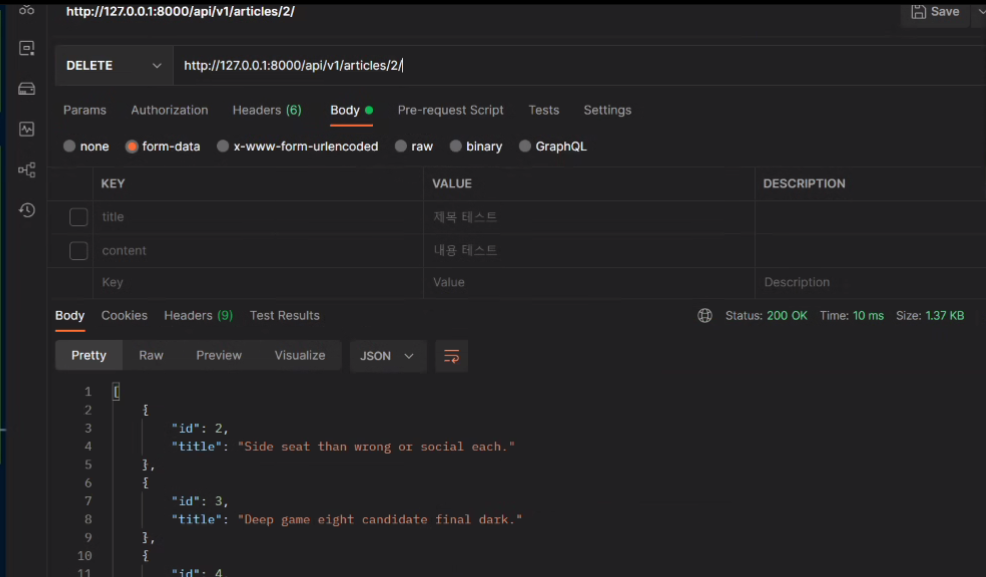 http://127.0.0.1:8000/api/v1/articles/2/
Save
DELETE http://127.0.0.1:8000/api/v1/articles/2/
Params Authorization Headers (6) Body Pre-request Script Tests Settings
none form-data x-www-form-urlencoded raw binary GraphQL
KEY VALUE DESCRIPTION
title 제목 테스트
content 내용 테스트
Key Value Description
Body Cookies Headers (9) Test Results Status: 200 OK Time: 10 ms Size: 1.37 KB
Pretty Raw Preview Visualize JSON
1 [
2 {
3 "id": 2,
4 "title": "Side seat than wrong or social each."
5 },
6 {
7 "id": 3,
8 "title": "Deep game eight candidate final dark."
9 },
10 {
11 "id": 4